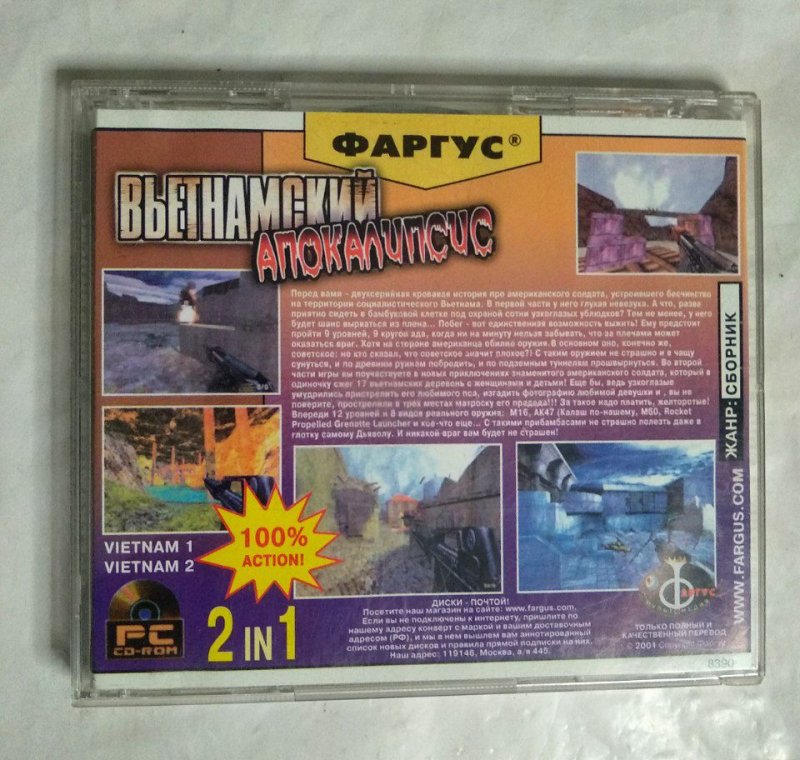 ФАРГУС®
ВЬЕТНАМСКИЙ
АПОКАЛИПСИС
Перед вами - двухсерийная кровавая история про американского солдата, устроившего бесчинство
на территории социалистического Вьетнама. В первой части у него глухая невезуха. А что, разве
приятно сидеть в бамбуковой клетке под охраной сотни узкоглазых ублюдков? Тем не менее, у него
будет шанс вырваться из плена... Побег - вот единственная возможность выжить! Ему предстоит
пройти 9 уровней, 9 кругов ада, когда ни на минуту нельзя забывать, что за плечами может
оказаться враг. Хотя на стороне американца обилие оружия. В основном оно, конечно же,
советское: но кто сказал, что советское значит плохое?! С таким оружием не страшно и в чащу
сунуться, и по древним руинам побродить, и по подземным туннелям прошвырнуться. Во второй
части игры вы поучаствуете в новых приключениях знаменитого американского солдата, который в
одиночку сжег 17 вьетнамских деревень с женщинами и детьми! Еще бы, ведь узкоглазые
умудрились пристрелить его любимого пса, изгадить фотографию любимой девушки и , вы не
поверите, прострелили в трёх местах матроску его прадеда!!! За такое надо платить, желторотые!
Впереди 12 уровней и 8 видов реального оружия: M16, АК47 (Калаш по-нашему, M60, Rocket
Propelled Grenatte Launcher и кое-что еще... С такими прибамбасами не страшно полезть даже в
глотку самому Дьяволу. И никакой враг вам будет не страшен!
ЖАНР: СБОРНИК
WWW.FARGUS.COM
VIETNAM 1
VIETNAM 2
100%
ACTION!
PC
CD-ROM
2 IN 1
ДИСКИ - ПОЧТОЙ!
Посетите наш магазин на сайте: www.fargus.com.
Если вы не подключены к интернету, пришлите по
нашему адресу конверт с маркой и вашим доставочным
адресом (РФ), и мы в нем вышлем вам аннотированный
список новых дисков и правила прямой подписки на них.
Наш адрес: 119146, Москва, а/я 445.
ФАРГУС
МУЛЬТИМЕДИА
ТОЛЬКО ПОЛНЫЙ И
КАЧЕСТВЕННЫЙ ПЕРЕВОД
© 2001 Copyright
8390